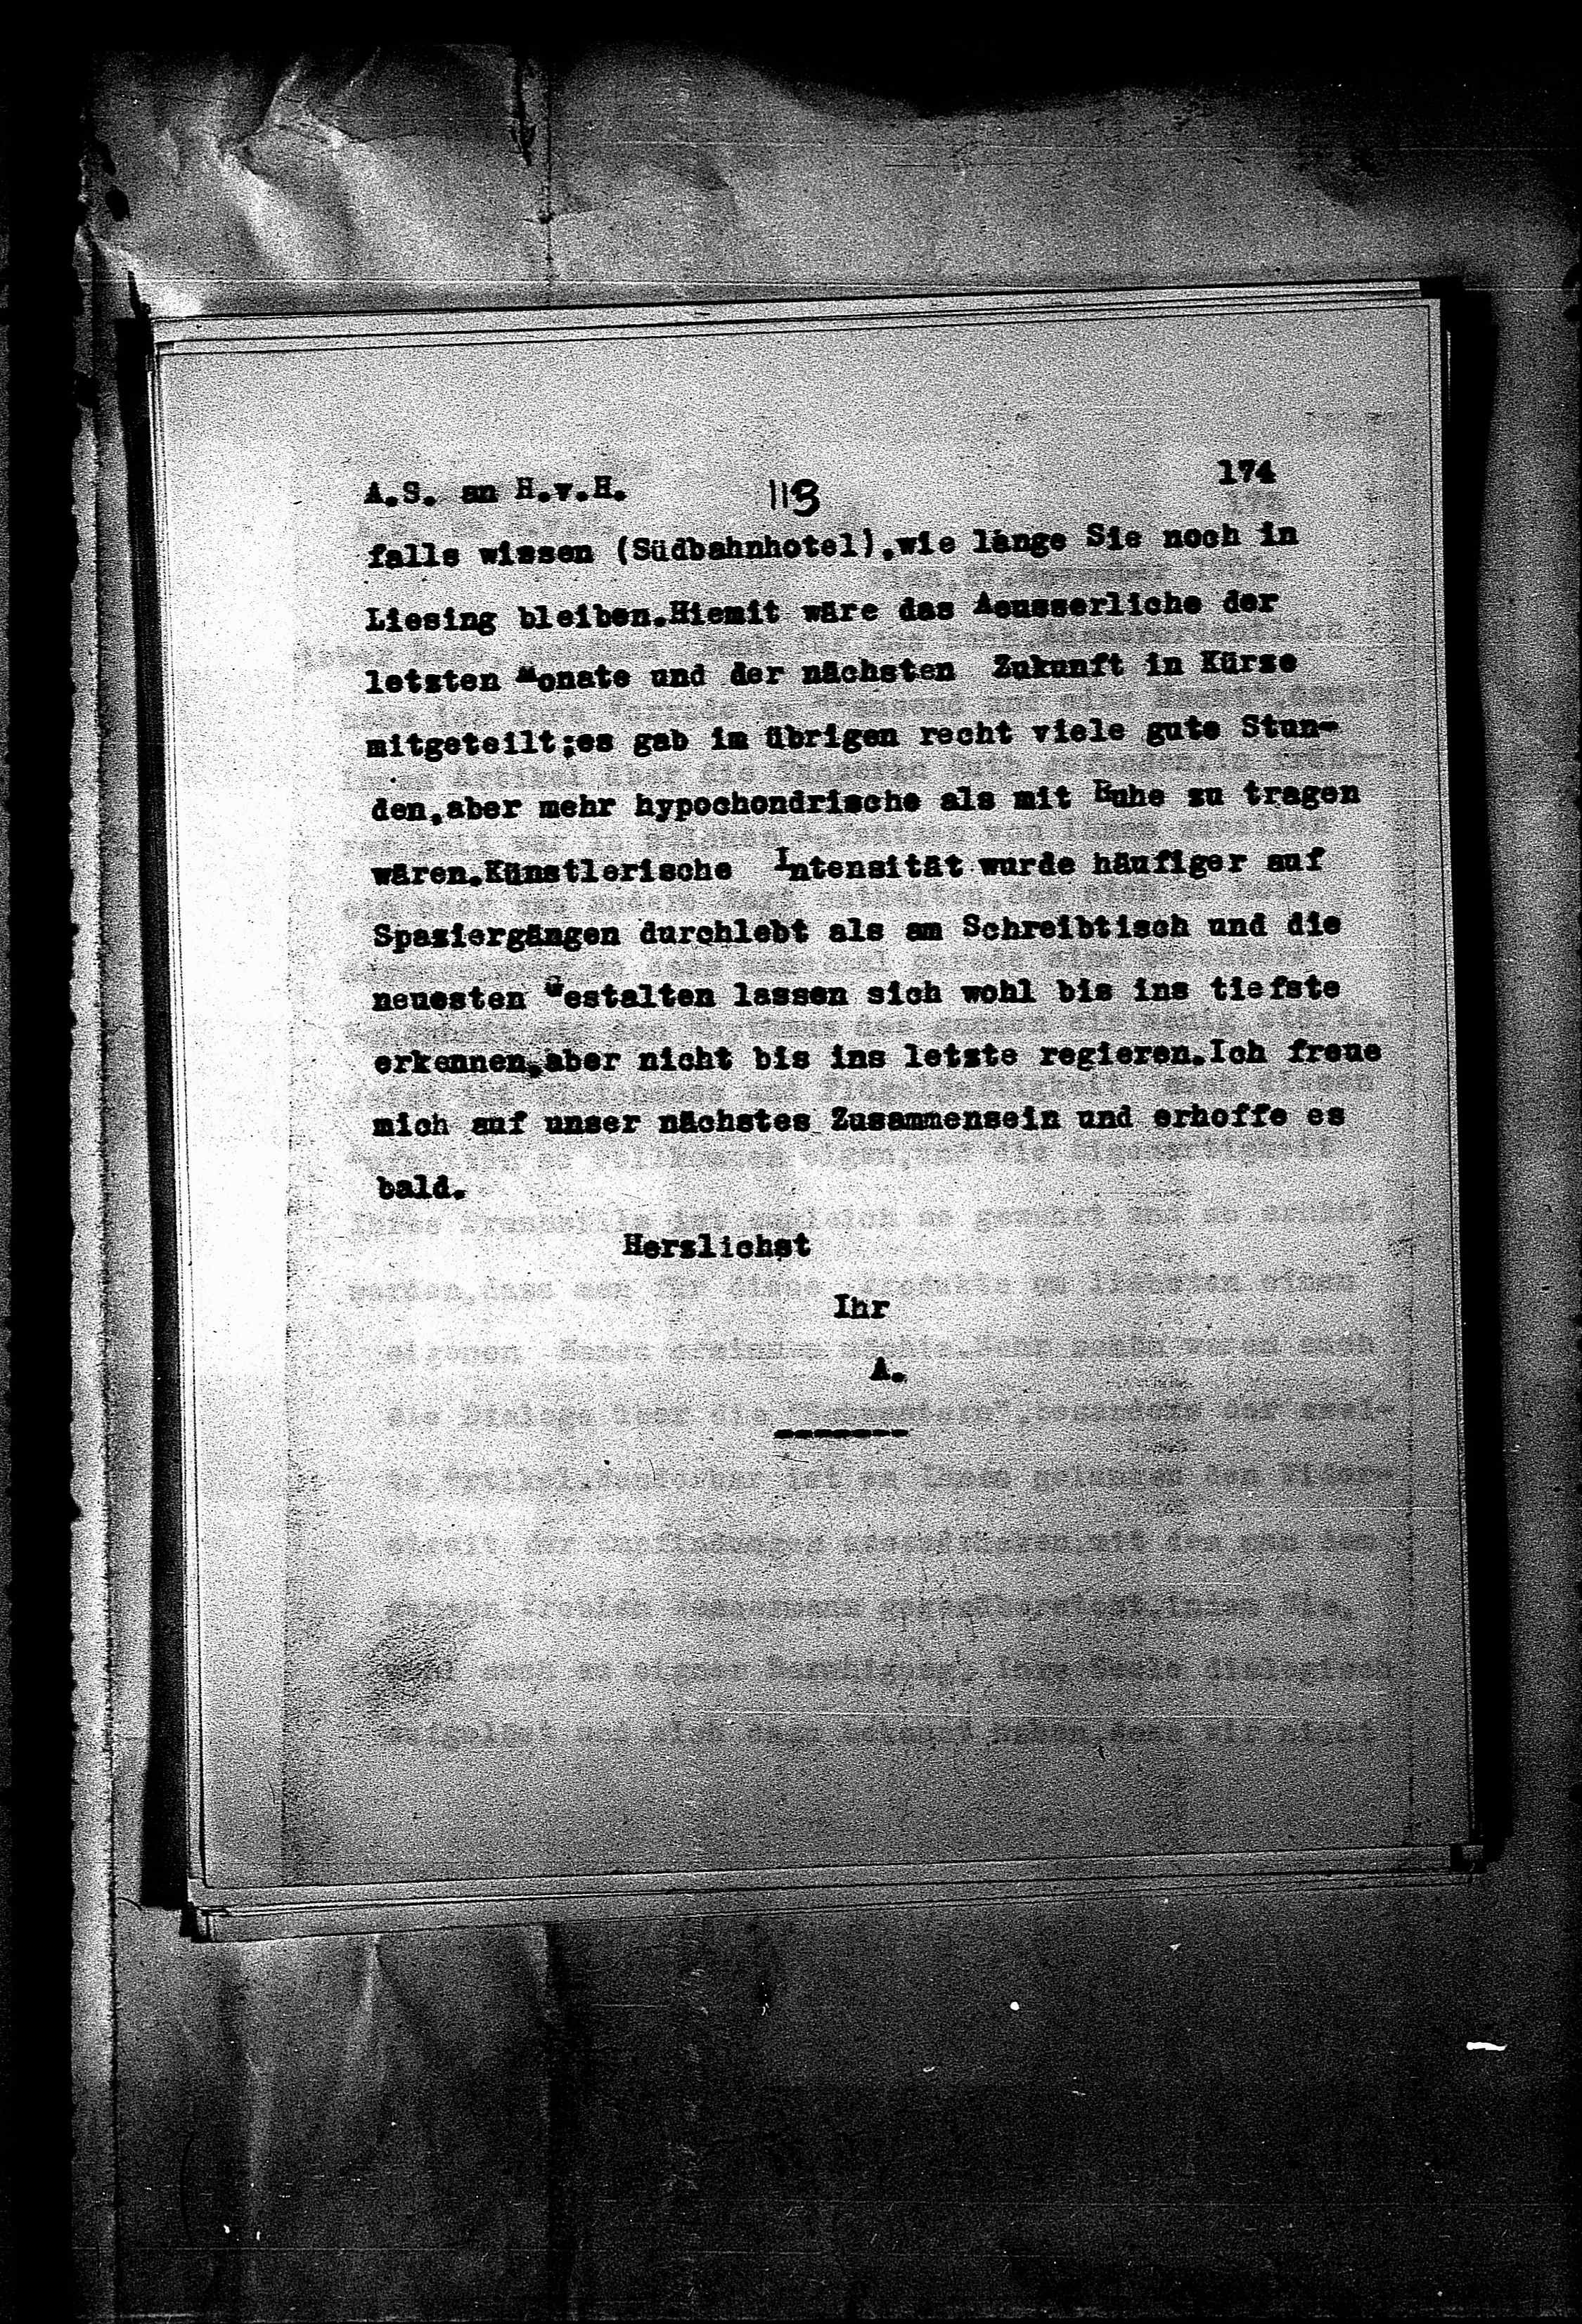 A.S. an H.v.H.
113
174
falls wissen (Südbahnhotel),wie lange Sie noch in
Liesing bleiben.Hiemit wäre das Aeusserliche der
letzten Monate und der nächsten Zukunft in Kürze
mitgeteilt;es gab im übrigen recht viele gute Stun-
den,aber mehr hypochondrische als mit Ruhe zu tragen
wären.Künstlerische Intensität wurde häufiger auf
Spaziergängen durchlebt als am Schreibtisch und die
neuesten Gestalten lassen sich wohl bis ins tiefste
erkennen,aber nicht bis ins letzte regieren.Ich freue
mich auf unser nächstes Zusammensein und erhoffe es
bald.
Herzlichst
Ihr
A.
-------